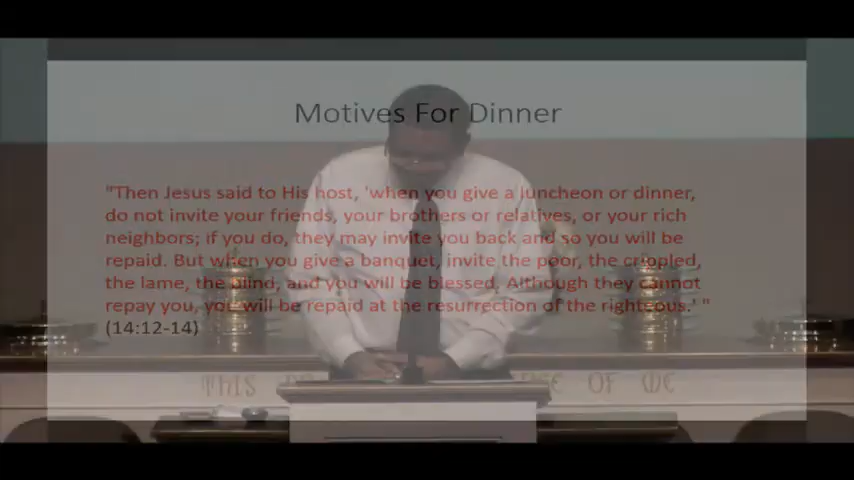 Motives For Dinner
"Then Jesus said to His host, 'when you give a luncheon or dinner,
do not invite your friends, your brothers or relatives, or your rich
neighbors; if you do, they may invite you back and so you will be
repaid. But when you give a banquet, invite the poor, the crippled,
the lame, the blind, and you will be blessed. Although they cannot
repay you, you will be repaid at the resurrection of the righteous.' "
(14:12-14)
THIS OF ME